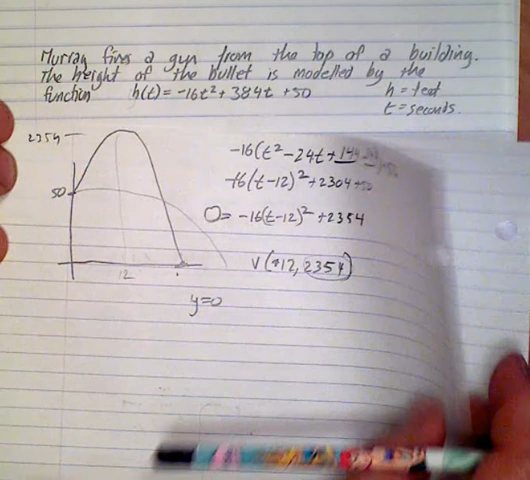 Murray fires a gun from the top of a building.
The height of the bullet is modelled by the
function h(t) = -16t² + 384t + 50 h = feet
t = seconds.
2354
-16(t² - 24t + 144
-16(t-12)² + 2304 + 50
50
0 = -16(t-12)² + 2354
V(+12, 2354)
12
y=0